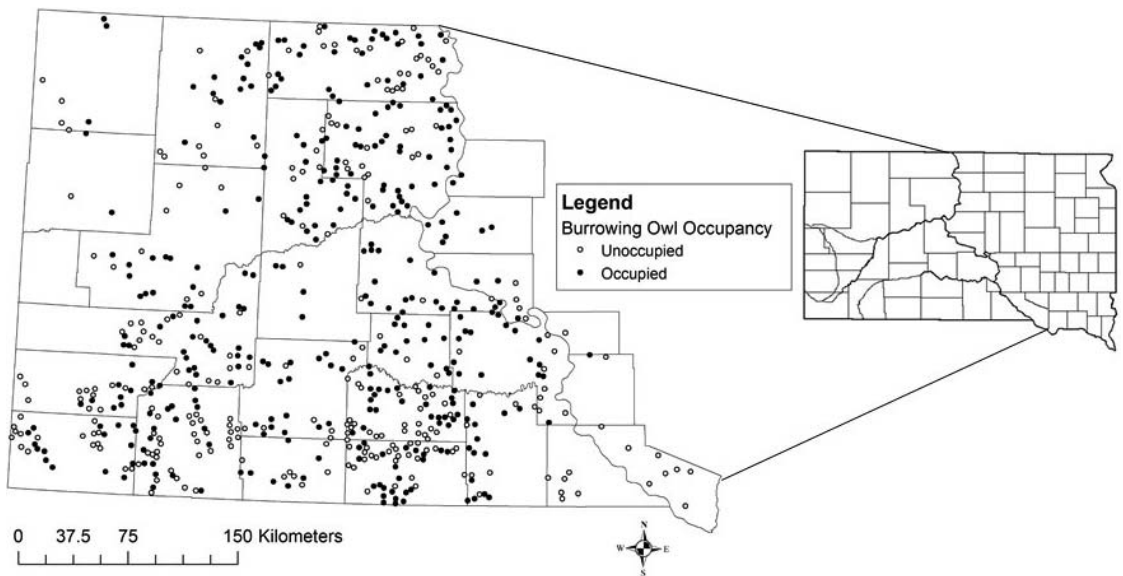 Legend
Burrowing Owl Occupancy
Unoccupied
Occupied
0 37.5 75 150 Kilometers
N
W E
S